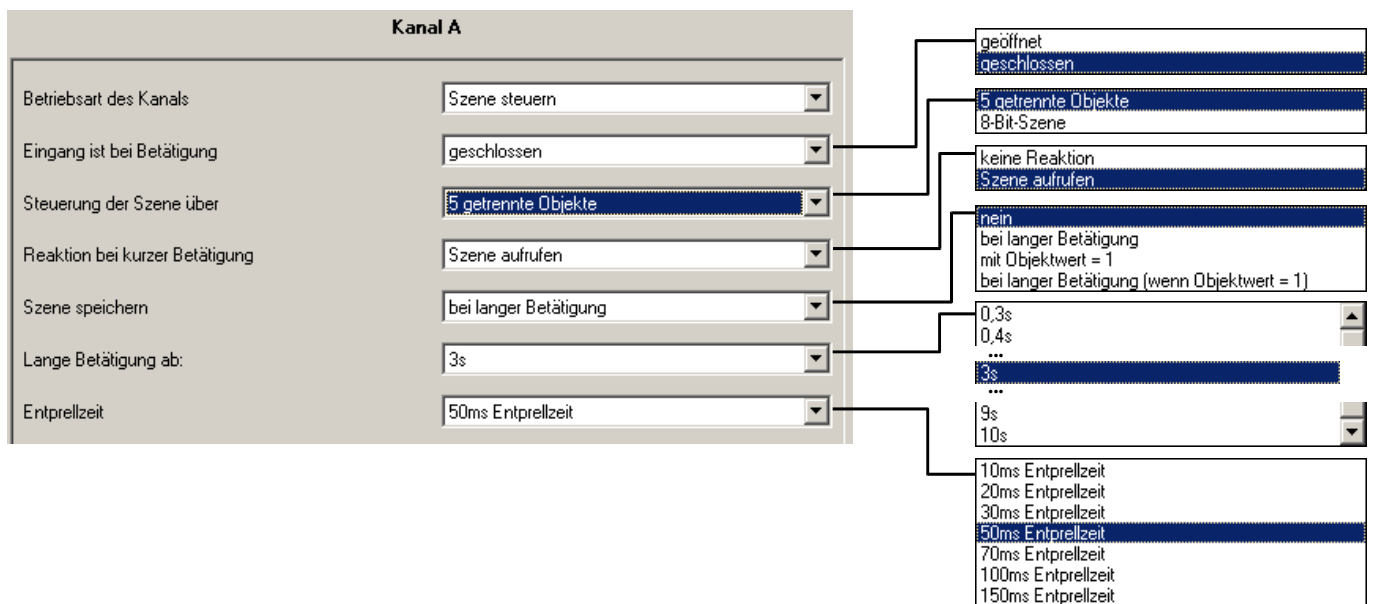 Kanal A
Betriebsart des Kanals
Szene steuern
Eingang ist bei Betätigung
geschlossen
Steuerung der Szene über
5 getrennte Objekte
Reaktion bei kurzer Betätigung
Szene aufrufen
Szene speichern
bei langer Betätigung
Lange Betätigung ab:
3s
Entprellzeit
50ms Entprellzeit
geöffnet
geschlossen
5 getrennte Objekte
8-Bit-Szene
keine Reaktion
Szene aufrufen
nein
bei langer Betätigung
mit Objektwert = 1
bei langer Betätigung (wenn Objektwert = 1)
0,3s
0,4s
...
3s
...
9s
10s
10ms Entprellzeit
20ms Entprellzeit
30ms Entprellzeit
50ms Entprellzeit
70ms Entprellzeit
100ms Entprellzeit
150ms Entprellzeit